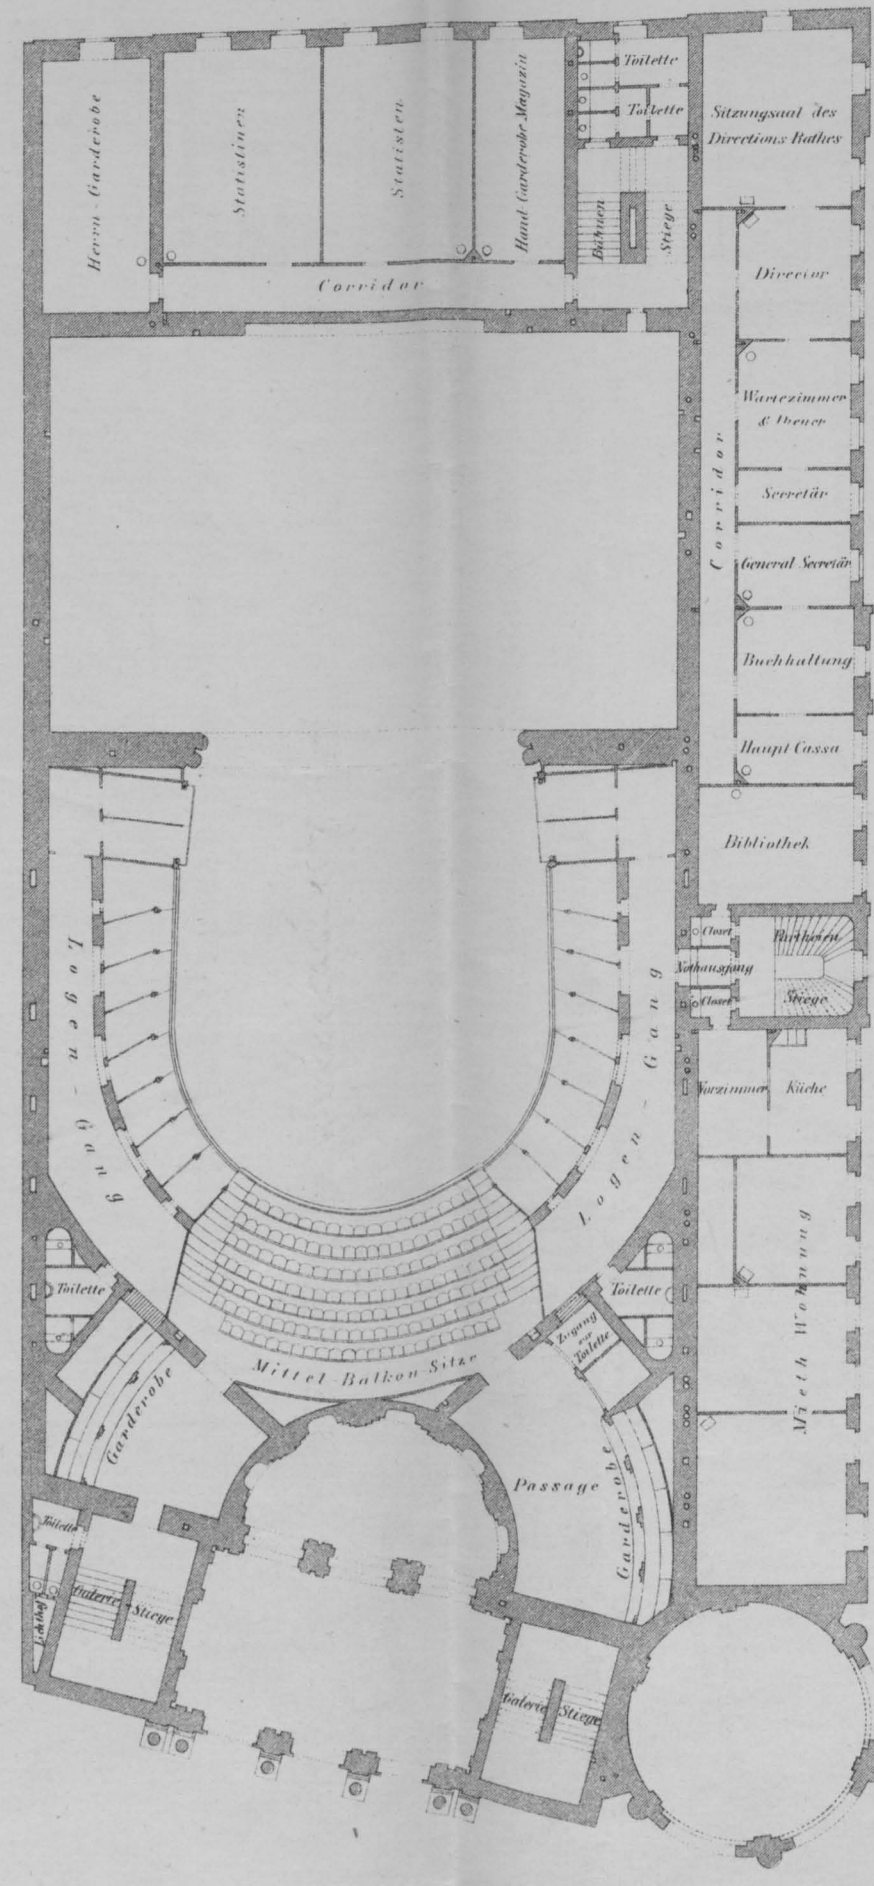 Herrn-Garderobe
Statistinen
Statisten
Hand-Garderobe Magazin
Toilette
Toilette
Sitzungsaal des
Directions Rathes
Bühnen
Stiege
Corridor
Director
Wartezimmer
& Diener
Corridor
Secretär
General Secretär
Buchhaltung
Haupt Cassa
Bibliothek
Closet
Partheien
Nothausgang
Closet
Stiege
Logen-Gang
Logen-Gang
Vorzimmer
Küche
Toilette
Toilette
Mieth Wohnung
Zugang
zur
Toilette
Mittel-Balkon-Sitze
Garderobe
Passage
Garderobe
Toilette
Galerie Stiege
Lichthof
Galerie Stiege